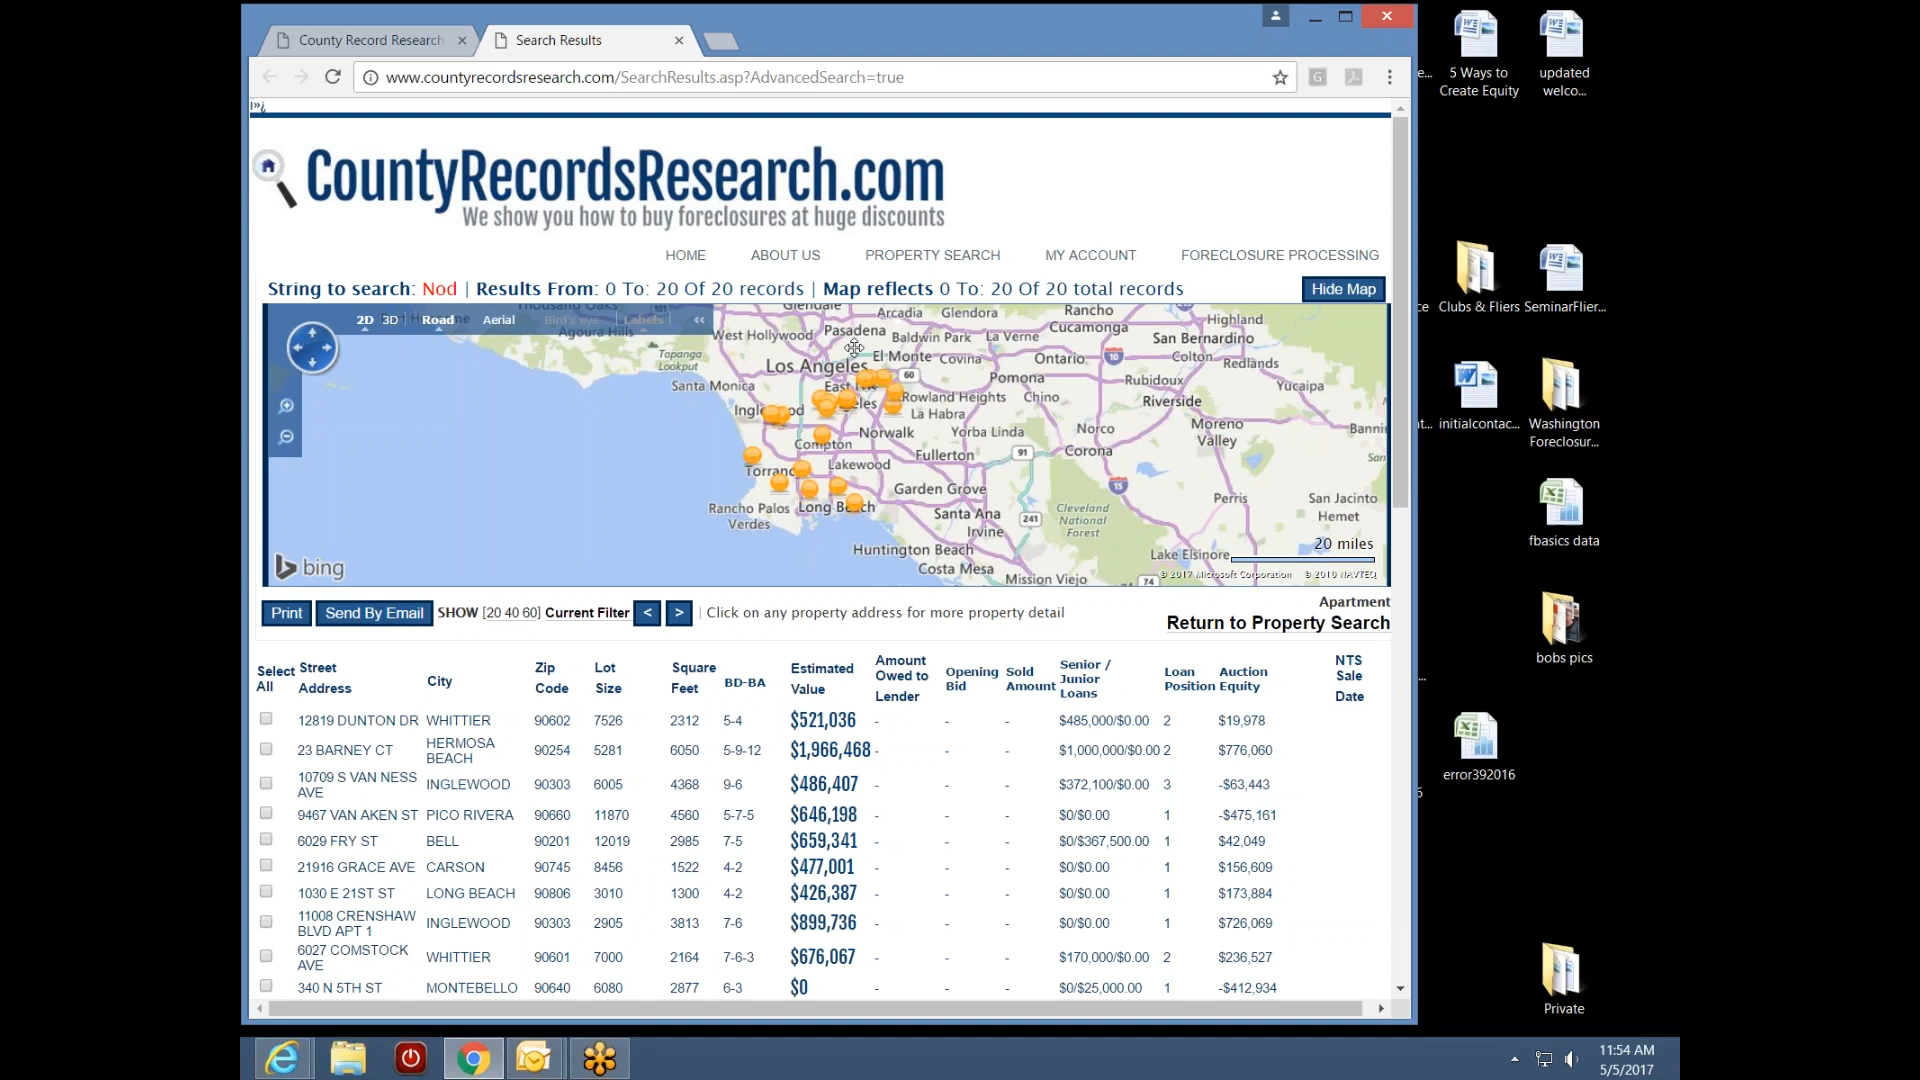 County Record Research
Search Results
www.countyrecordsresearch.com/SearchResults.asp?AdvancedSearch=true
»¿
CountyRecordsResearch.com
We show you how to buy foreclosures at huge discounts
HOME ABOUT US PROPERTY SEARCH MY ACCOUNT FORECLOSURE PROCESSING
String to search: Nod | Results From: 0 To: 20 Of 20 records | Map reflects 0 To: 20 Of 20 total records
Hide Map
2D 3D Road Aerial Bird's eye Labels «
Thousand Oaks
Agoura Hills
Topanga Lookput
Glendale
Arcadia Glendora
Rancho Cucamonga
Highland
West Hollywood
Pasadena
Baldwin Park
La Verne
San Bernardino
Los Angeles
El Monte
Covina
Ontario
10
Colton
Redlands
Santa Monica
60
Pomona
Rubidoux
Yucaipa
Rowland Heights
Chino
Riverside
La Habra
Compton
Norwalk
Yorba Linda
Norco
Moreno Valley
Corona
Lakewood
Fullerton
91
Garden Grove
15
Perris
San Jacinto
Hemet
Rancho Palos Verdes
Long Beach
Santa Ana
241
Cleveland National Forest
Irvine
Huntington Beach
Costa Mesa
Mission Viejo
Lake Elsinore
74
20 miles
bing
© 2017 Microsoft Corporation © 2010 NAVTEQ
Print Send By Email SHOW [20 40 60] Current Filter < > | Click on any property address for more property detail
Apartment
Return to Property Search
Select All Street Address City Zip Code Lot Size Square Feet BD-BA Estimated Value Amount Owed to Lender Opening Bid Sold Amount Senior / Junior Loans Loan Position Auction Equity NTS Sale Date
12819 DUNTON DR WHITTIER 90602 7526 2312 5-4 $521,036 - - - $485,000/$0.00 2 $19,978
23 BARNEY CT HERMOSA BEACH 90254 5281 6050 5-9-12 $1,966,468 - - - $1,000,000/$0.00 2 $776,060
10709 S VAN NESS AVE INGLEWOOD 90303 6005 4368 9-6 $486,407 - - - $372,100/$0.00 3 -$63,443
9467 VAN AKEN ST PICO RIVERA 90660 11870 4560 5-7-5 $646,198 - - - $0/$0.00 1 -$475,161
6029 FRY ST BELL 90201 12019 2985 7-5 $659,341 - - - $0/$367,500.00 1 $42,049
21916 GRACE AVE CARSON 90745 8456 1522 4-2 $477,001 - - - $0/$0.00 1 $156,609
1030 E 21ST ST LONG BEACH 90806 3010 1300 4-2 $426,387 - - - $0/$0.00 1 $173,884
11008 CRENSHAW BLVD APT 1 INGLEWOOD 90303 2905 3813 7-6 $899,736 - - - $0/$0.00 1 $726,069
6027 COMSTOCK AVE WHITTIER 90601 7000 2164 7-6-3 $676,067 - - - $170,000/$0.00 2 $236,527
340 N 5TH ST MONTEBELLO 90640 6080 2877 6-3 $0 - - - $0/$25,000.00 1 -$412,934
5 Ways to Create Equity
updated welco...
Clubs & Fliers
SeminarFlier...
initialcontac...
Washington Foreclosur...
fbasics data
bobs pics
error392016
Private
11:54 AM
5/5/2017